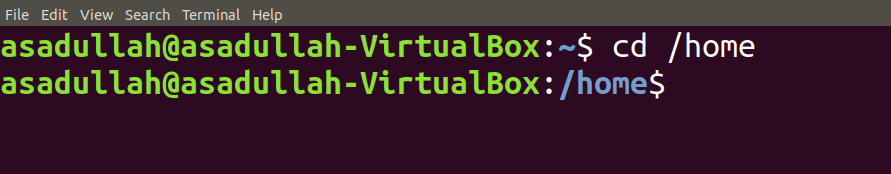 File Edit View Search Terminal Help
asadullah@asadullah-VirtualBox:~$ cd /home
asadullah@asadullah-VirtualBox:/home$